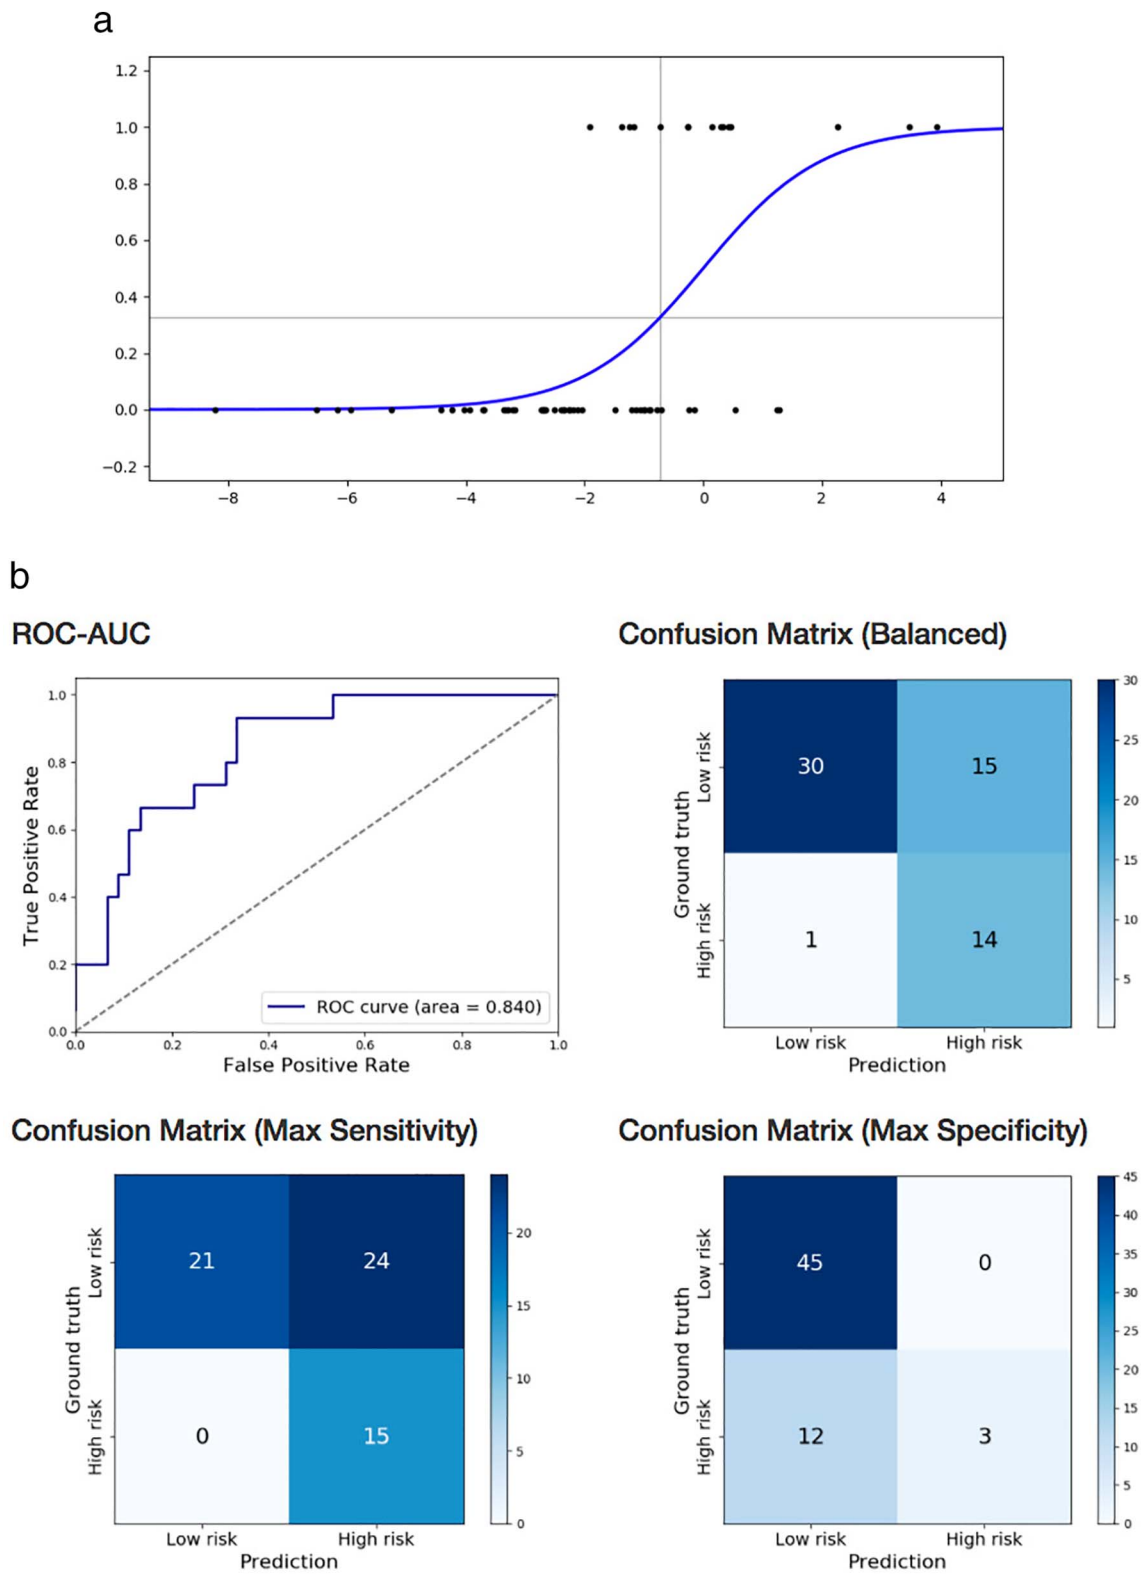 a
1.2
1.0
0.8
0.6
0.4
0.2
0.0
−0.2
−8 −6 −4 −2 0 2 4
b
ROC-AUC
1.0
0.8
0.6
0.4
0.2
0.0
True Positive Rate
ROC curve (area = 0.840)
0.0 0.2 0.4 0.6 0.8 1.0
False Positive Rate
Confusion Matrix (Balanced)
Ground truth
Low risk
High risk
30 15
1 14
Low risk High risk
Prediction
30
25
20
15
10
5
Confusion Matrix (Max Sensitivity)
Ground truth
Low risk
High risk
21 24
0 15
Low risk High risk
Prediction
20
15
10
5
0
Confusion Matrix (Max Specificity)
Ground truth
Low risk
High risk
45 0
12 3
Low risk High risk
Prediction
45
40
35
30
25
20
15
10
5
0